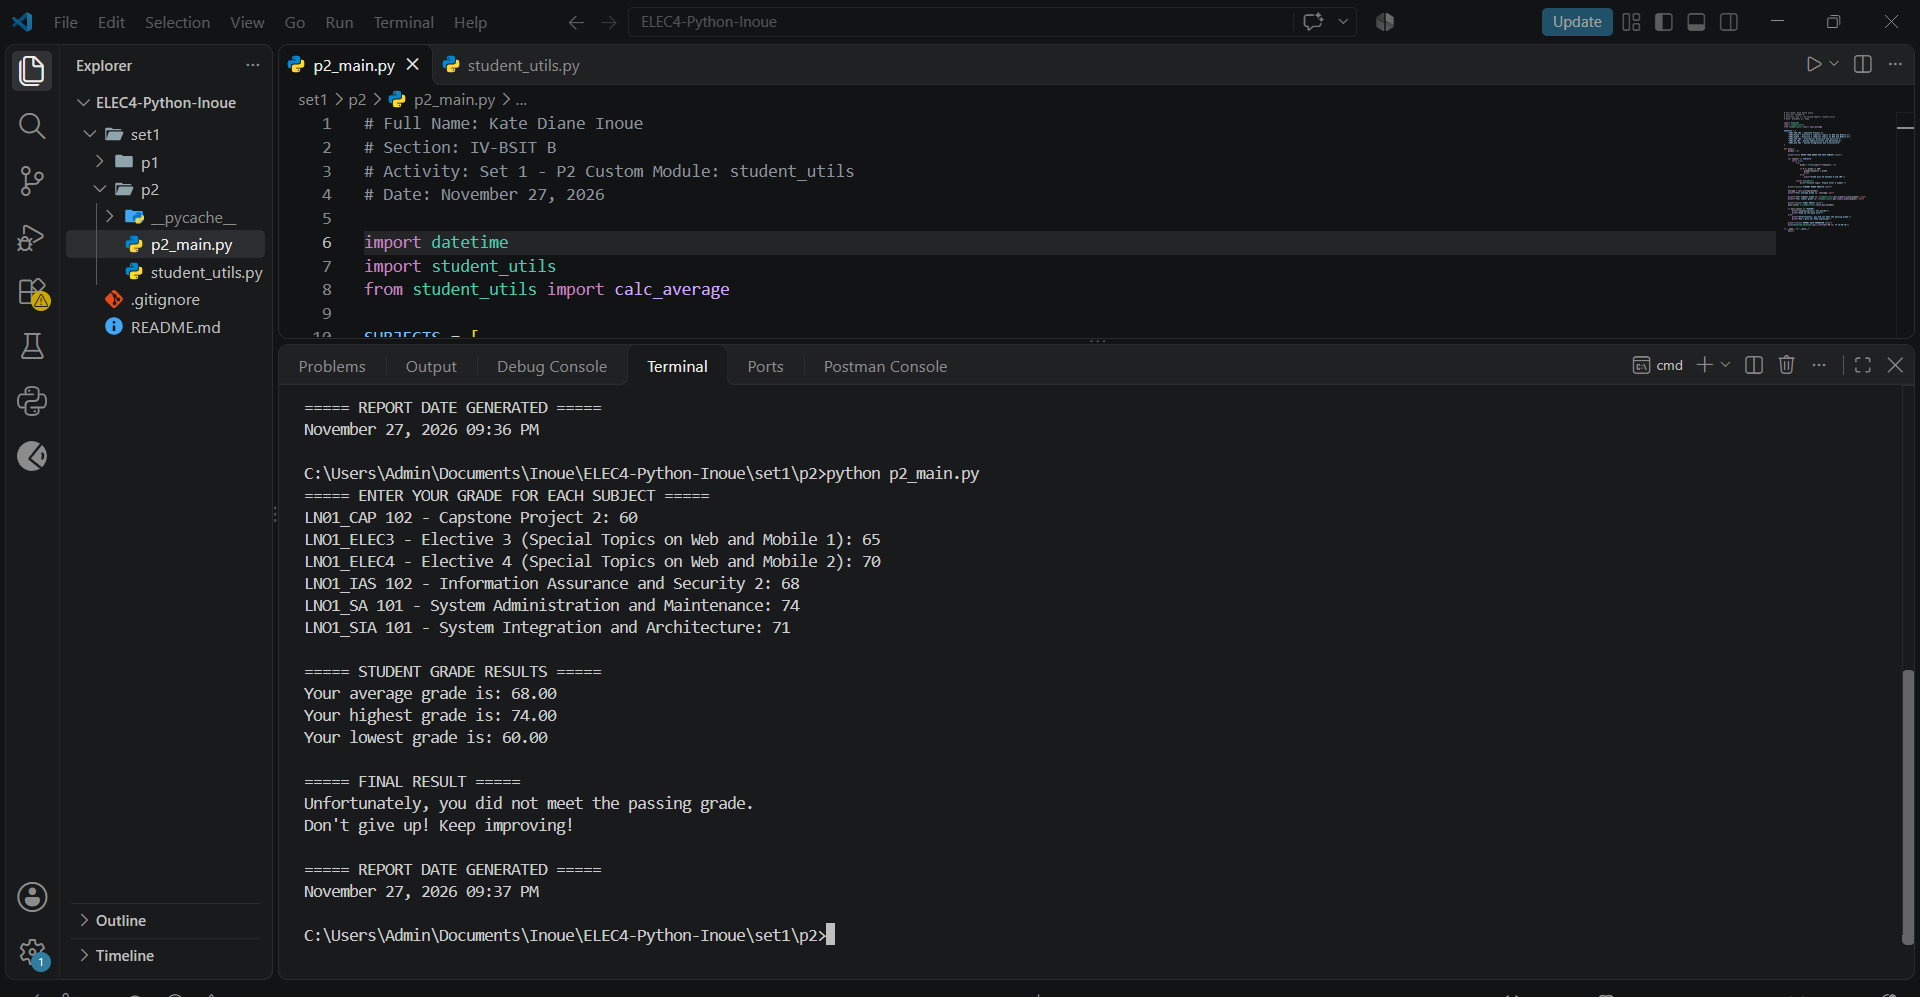 File Edit Selection View Go Run Terminal Help
ELEC4-Python-Inoue
Update
Explorer
ELEC4-Python-Inoue
set1
p1
p2
__pycache__
p2_main.py
student_utils.py
.gitignore
README.md
Outline
Timeline
1
p2_main.py
student_utils.py
set1 > p2 > p2_main.py > ...
1 # Full Name: Kate Diane Inoue
2 # Section: IV-BSIT B
3 # Activity: Set 1 - P2 Custom Module: student_utils
4 # Date: November 27, 2026
5
6 import datetime
7 import student_utils
8 from student_utils import calc_average
9
10 SUBJECTS = [
Problems Output Debug Console Terminal Ports Postman Console
cmd
===== REPORT DATE GENERATED =====
November 27, 2026 09:36 PM
C:\Users\Admin\Documents\Inoue\ELEC4-Python-Inoue\set1\p2>python p2_main.py
===== ENTER YOUR GRADE FOR EACH SUBJECT =====
LN01_CAP 102 - Capstone Project 2: 60
LNO1_ELEC3 - Elective 3 (Special Topics on Web and Mobile 1): 65
LNO1_ELEC4 - Elective 4 (Special Topics on Web and Mobile 2): 70
LNO1_IAS 102 - Information Assurance and Security 2: 68
LNO1_SA 101 - System Administration and Maintenance: 74
LNO1_SIA 101 - System Integration and Architecture: 71
===== STUDENT GRADE RESULTS =====
Your average grade is: 68.00
Your highest grade is: 74.00
Your lowest grade is: 60.00
===== FINAL RESULT =====
Unfortunately, you did not meet the passing grade.
Don't give up! Keep improving!
===== REPORT DATE GENERATED =====
November 27, 2026 09:37 PM
C:\Users\Admin\Documents\Inoue\ELEC4-Python-Inoue\set1\p2>